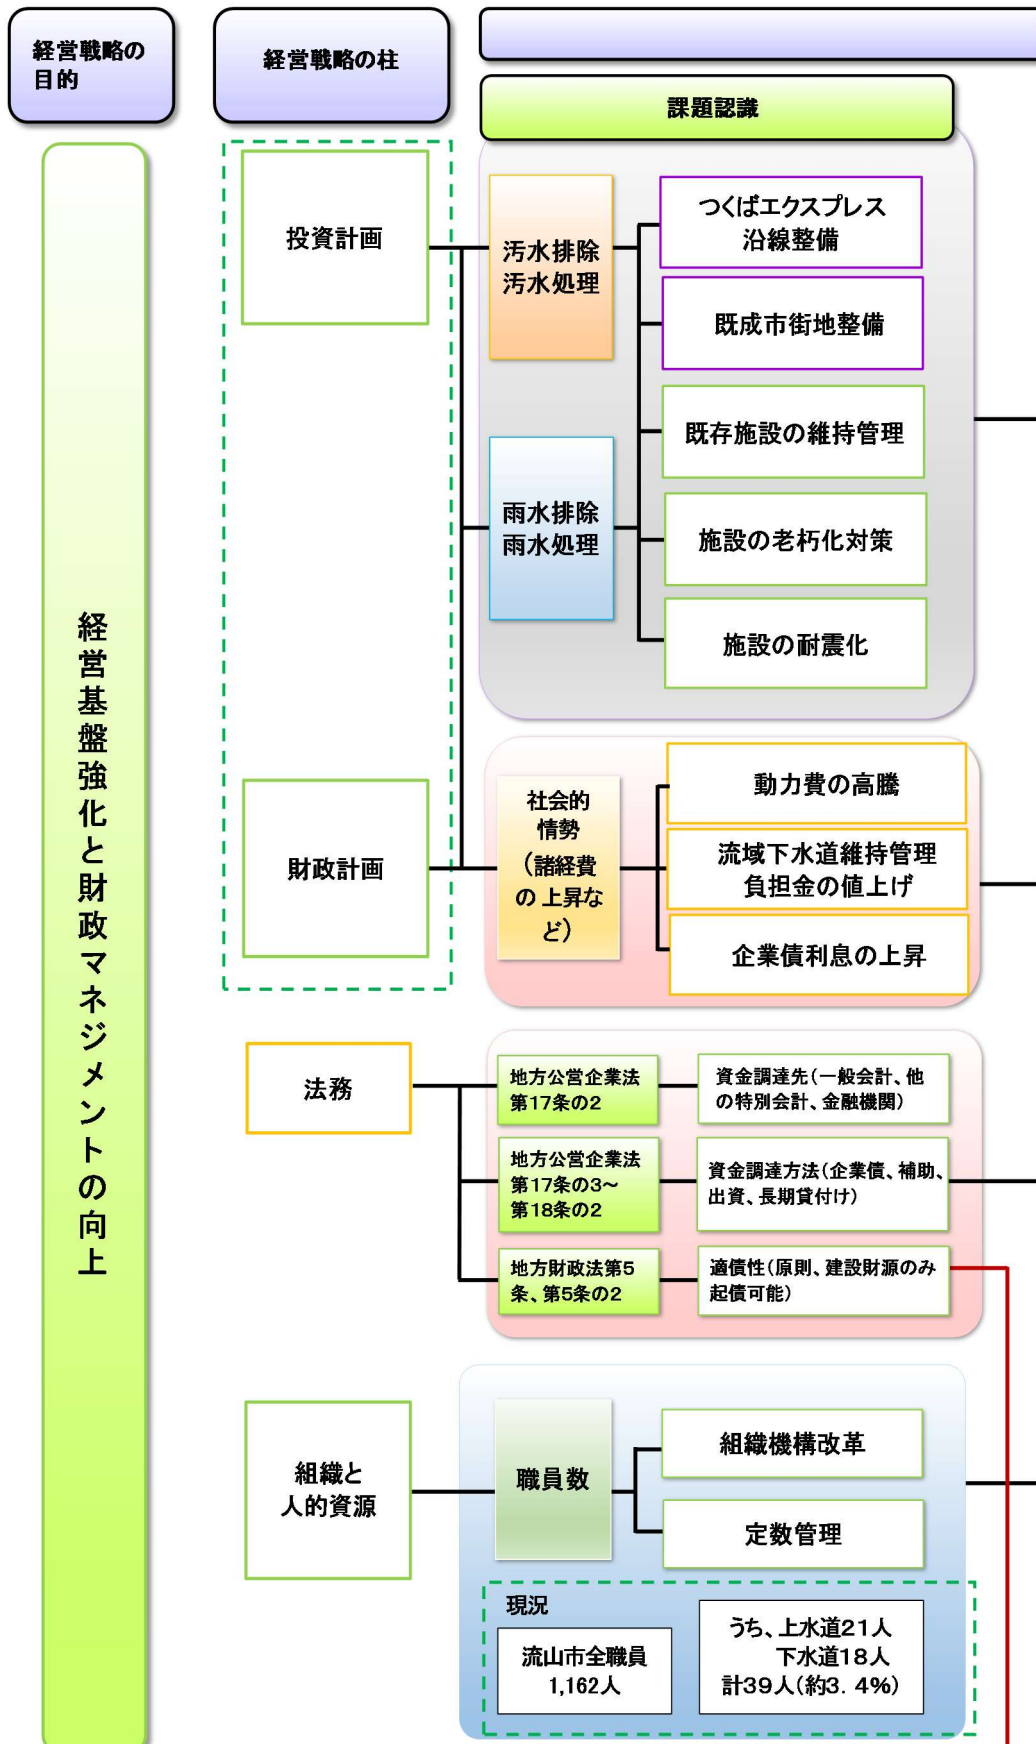 経営戦略の
目的
経営戦略の柱
課題認識
経営基盤強化と財政マネジメントの向上
投資計画
汚水排除
汚水処理
つくばエクスプレス
沿線整備
既成市街地整備
既存施設の維持管理
雨水排除
雨水処理
施設の老朽化対策
施設の耐震化
財政計画
社会的
情勢
(諸経費
の 上昇な
ど)
動力費の高騰
流域下水道維持管理
負担金の値上げ
企業債利息の上昇
法務
地方公営企業法
第17条の2
資金調達先(一般会計、他
の特別会計、金融機関)
地方公営企業法
第17条の3~
第18条の2
資金調達方法(企業債、補助、
出資、長期貸付け)
地方財政法第5
条、第5条の2
適債性(原則、建設財源のみ
起債可能)
組織と
人的資源
職員数
組織機構改革
定数管理
現況
流山市全職員
1,162人
うち、上水道21人
下水道18人
計39人(約3. 4%)